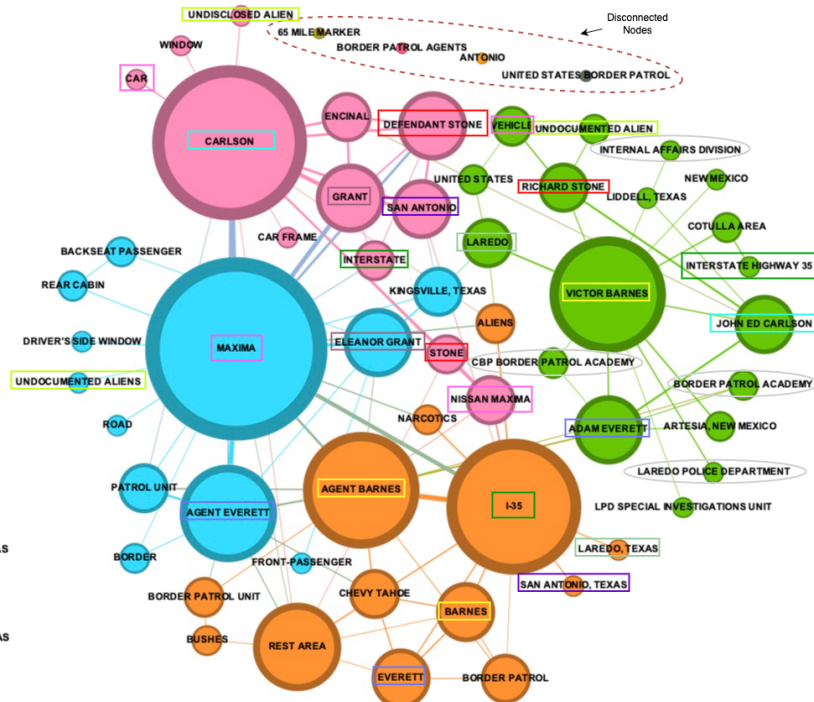 Disconnected
Nodes
UNDISCLOSED ALIEN
65 MILE MARKER
WINDOW
BORDER PATROL AGENTS
ANTONIO
UNITED STATES BORDER PATROL
CAR
ENCINAL
DEFENDANT STONE
VEHICLE
UNDOCUMENTED ALIEN
CARLSON
INTERNAL AFFAIRS DIVISION
UNITED STATES
NEW MEXICO
RICHARD STONE
GRANT
LIDDELL, TEXAS
SAN ANTONIO
COTULLA AREA
CAR FRAME
LAREDO
BACKSEAT PASSENGER
INTERSTATE
INTERSTATE HIGHWAY 35
REAR CABIN
KINGSVILLE, TEXAS
VICTOR BARNES
ALIENS
JOHN ED CARLSON
DRIVER'S SIDE WINDOW
MAXIMA
ELEANOR GRANT
STONE
CBP BORDER PATROL ACADEMY
UNDOCUMENTED ALIENS
BORDER PATROL ACADEMY
NISSAN MAXIMA
ROAD
NARCOTICS
ADAM EVERETT
ARTESIA, NEW MEXICO
LAREDO POLICE DEPARTMENT
PATROL UNIT
AGENT BARNES
I-35
LPD SPECIAL INVESTIGATIONS UNIT
AGENT EVERETT
AS
LAREDO, TEXAS
BORDER
FRONT-PASSENGER
SAN ANTONIO, TEXAS
BORDER PATROL UNIT
CHEVY TAHOE
BARNES
AS
BUSHES
REST AREA
EVERETT
BORDER PATROL